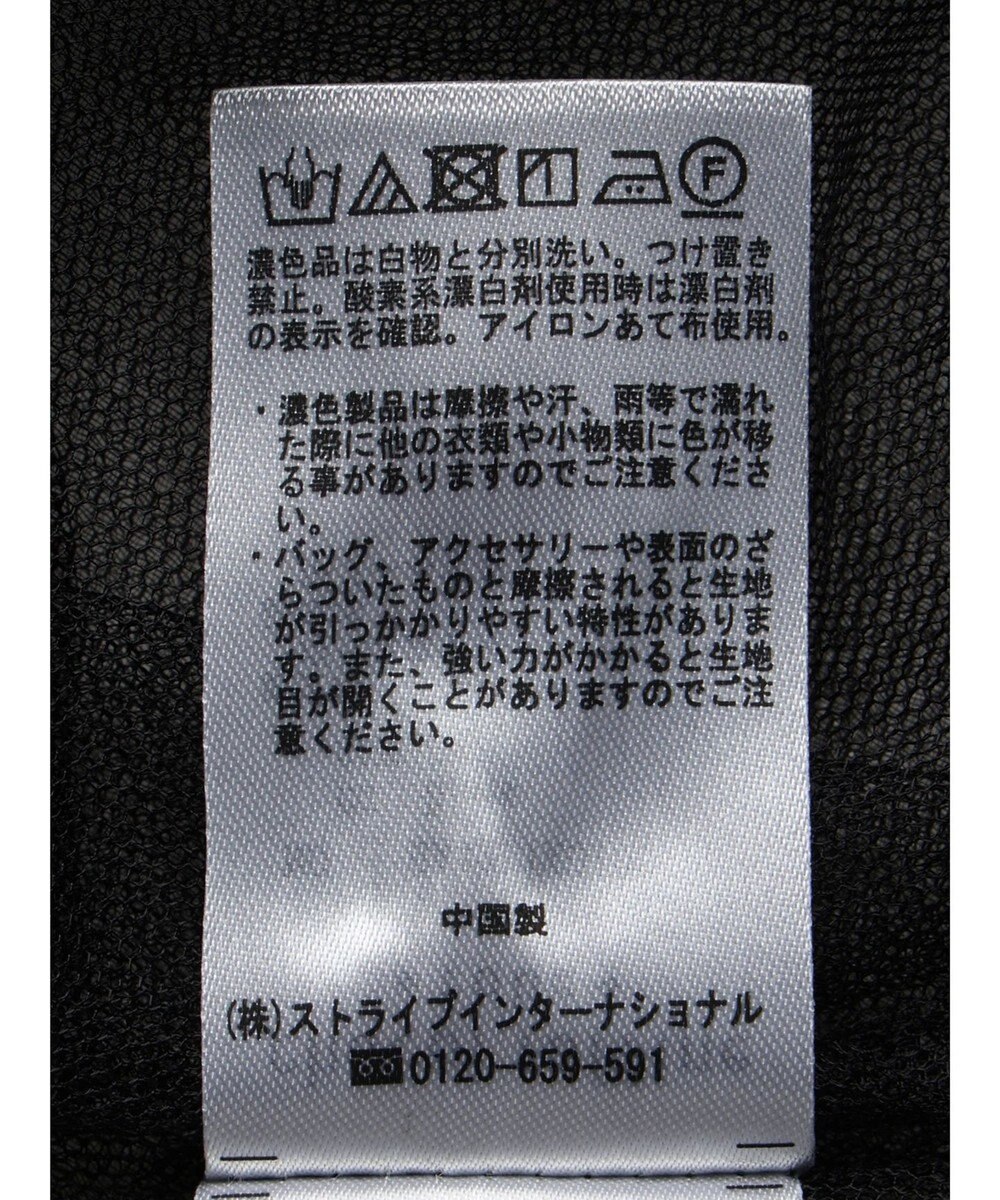 F
濃色品は白物と分別洗い。つけ置き
禁止。酸素系漂白剤使用時は漂白剤
の表示を確認。アイロンあて布使用。
・濃色製品は摩擦や汗、雨等で濡れ
た際に他の衣類や小物類に色が移
る事がありますのでご注意くださ
い。
・バッグ、アクセサリーや表面のざ
らついたものと摩擦されると生地
が引っかかりやすい特性がありま
す。また、強い力がかかると生地
目が開くことがありますのでご注
意ください。
中国製
(株)ストライプインターナショナル
0120-659-591